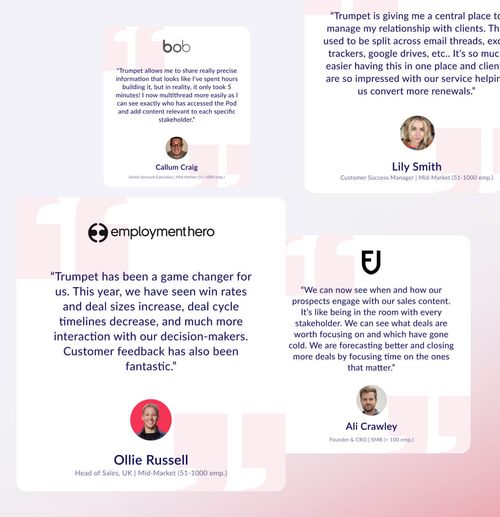 bob
“Trumpet allows me to share really precise
information that looks like I've spent hours
building it, but in reality, it only took 5
minutes! I now multithread more easily as I
can see exactly who has accessed the Pod
and add content relevant to each specific
stakeholder.”
Callum Craig
Senior Account Executive | Mid-Market (51-1000 emp.)
“Trumpet is giving me a central place to
manage my relationship with clients. Th
used to be split across email threads, exc
trackers, google drives, etc.. It's so muc
easier having this in one place and clien
are so impressed with our service helpin
us convert more renewals.”
Lily Smith
Customer Success Manager | Mid-Market (51-1000 emp.)
employmenthero
“Trumpet has been a game changer for
us. This year, we have seen win rates
and deal sizes increase, deal cycle
timelines decrease, and much more
interaction with our decision-makers.
Customer feedback has also been
fantastic.”
Ollie Russell
Head of Sales, UK | Mid-Market (51-1000 emp.)
“We can now see when and how our
prospects engage with our sales content.
It's like being in the room with every
stakeholder. We can see what deals are
worth focusing on and which have gone
cold. We are forecasting better and closing
more deals by focusing time on the ones
that matter.”
Ali Crawley
Founder & CRO | SMB (> 100 emp.)